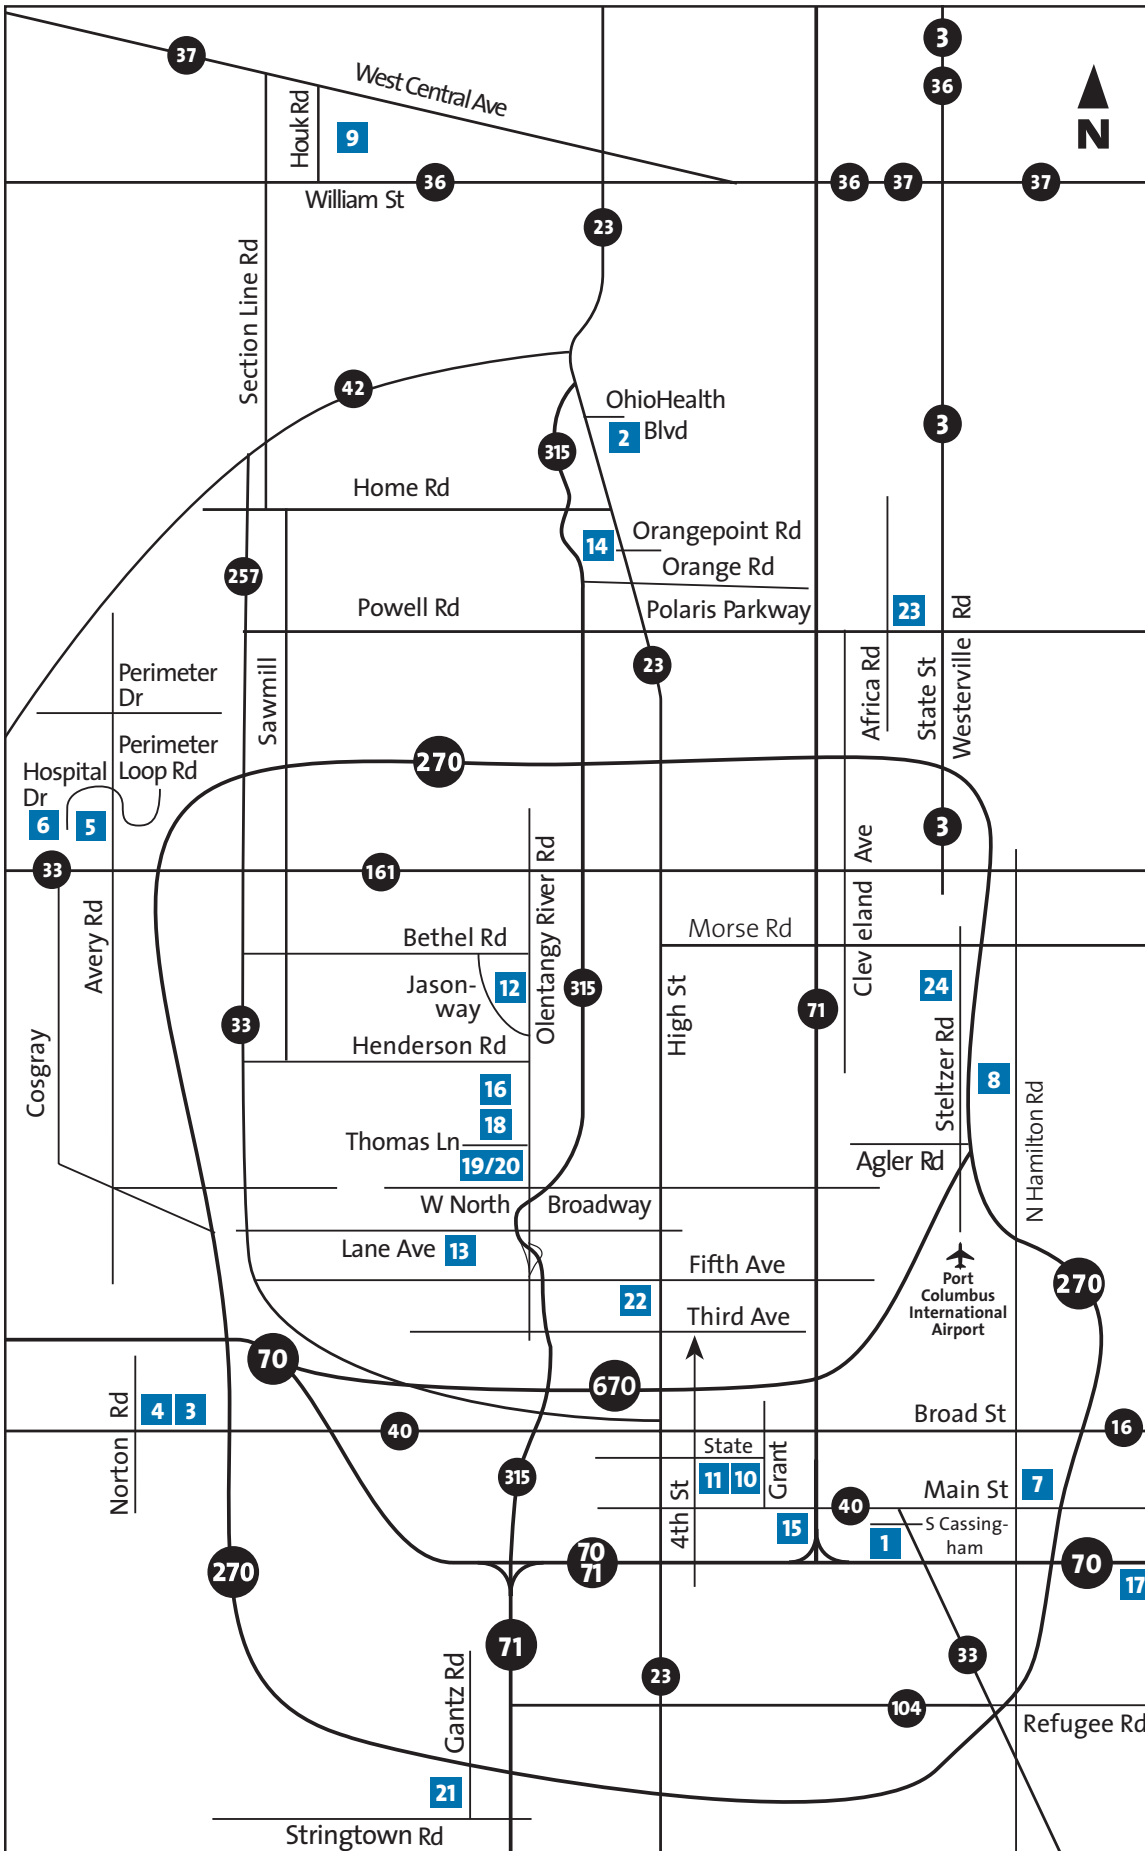 3
37
West Central Ave
36
N
Houk Rd
9
36
36
37
37
William St
23
Section Line Rd
42
OhioHealth
Blvd
2
3
315
Home Rd
Orangepoint Rd
14
Orange Rd
257
Powell Rd
Polaris Parkway
23
Westerville Rd
State St
Africa Rd
23
Sawmill
Perimeter
Dr
Perimeter
Loop Rd
270
Hospital
Dr
6
5
3
33
161
Olentangy River Rd
Cleveland Ave
Avery Rd
Bethel Rd
Morse Rd
Jason-
way
12
315
24
High St
71
33
Henderson Rd
Steltzer Rd
Cosgray
16
8
18
Thomas Ln
19/20
N Hamilton Rd
Agler Rd
W North
Broadway
Lane Ave
13
Fifth Ave
270
Port
Columbus
International
Airport
22
Third Ave
70
670
Norton Rd
4
3
Broad St
40
16
State
315
11
10
Grant
7
Main St
4th St
40
15
1
S Cassing-
ham
70
71
270
70
17
71
33
23
Gantz Rd
104
Refugee Rd
21
Stringtown Rd